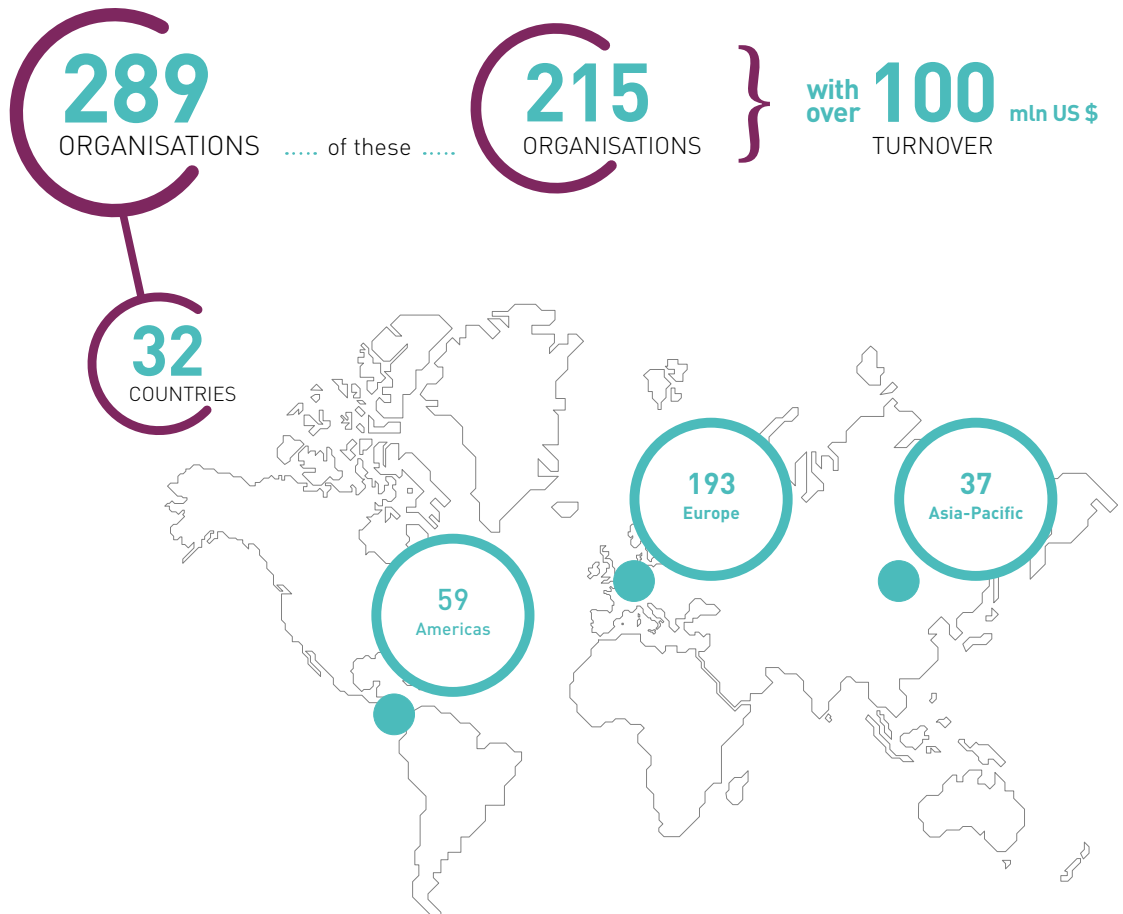 289
ORGANISATIONS
..... of these .....
215
ORGANISATIONS
}
with
over
100
mln US $
TURNOVER
32
COUNTRIES
193
Europe
37
Asia-Pacific
59
Americas